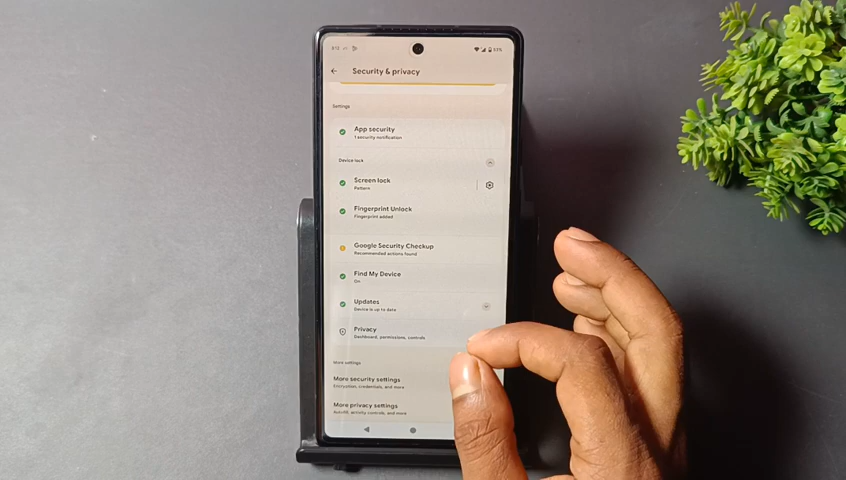 Security & privacy
Settings
App security
1 security notification
Device lock
Screen lock
Pattern
Fingerprint Unlock
Fingerprint added
Google Security Checkup
Recommended actions found
Find My Device
On
Updates
Device is up to date
Privacy
Dashboard, permissions, controls
More settings
More security settings
Encryption, credentials, and more
More privacy settings
Autofill, activity controls, and more